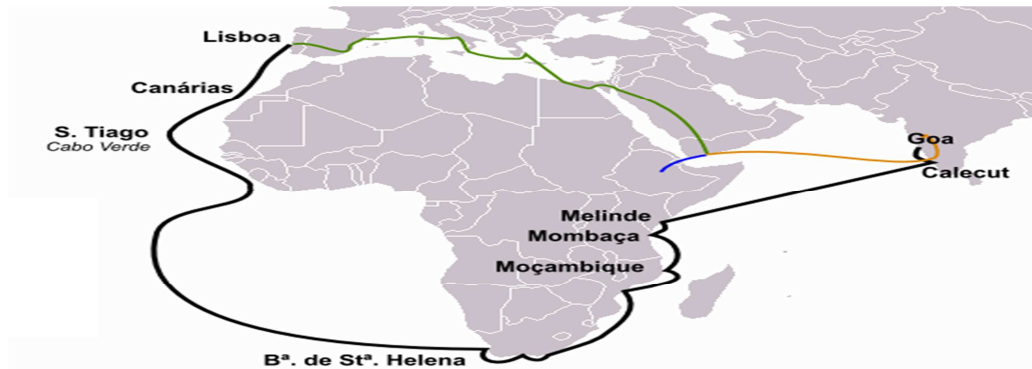 Lisboa
Canárias
S. Tiago
Cabo Verde
Goa
Calecut
Melinde
Mombaça
Moçambique
Bª. de Stª. Helena